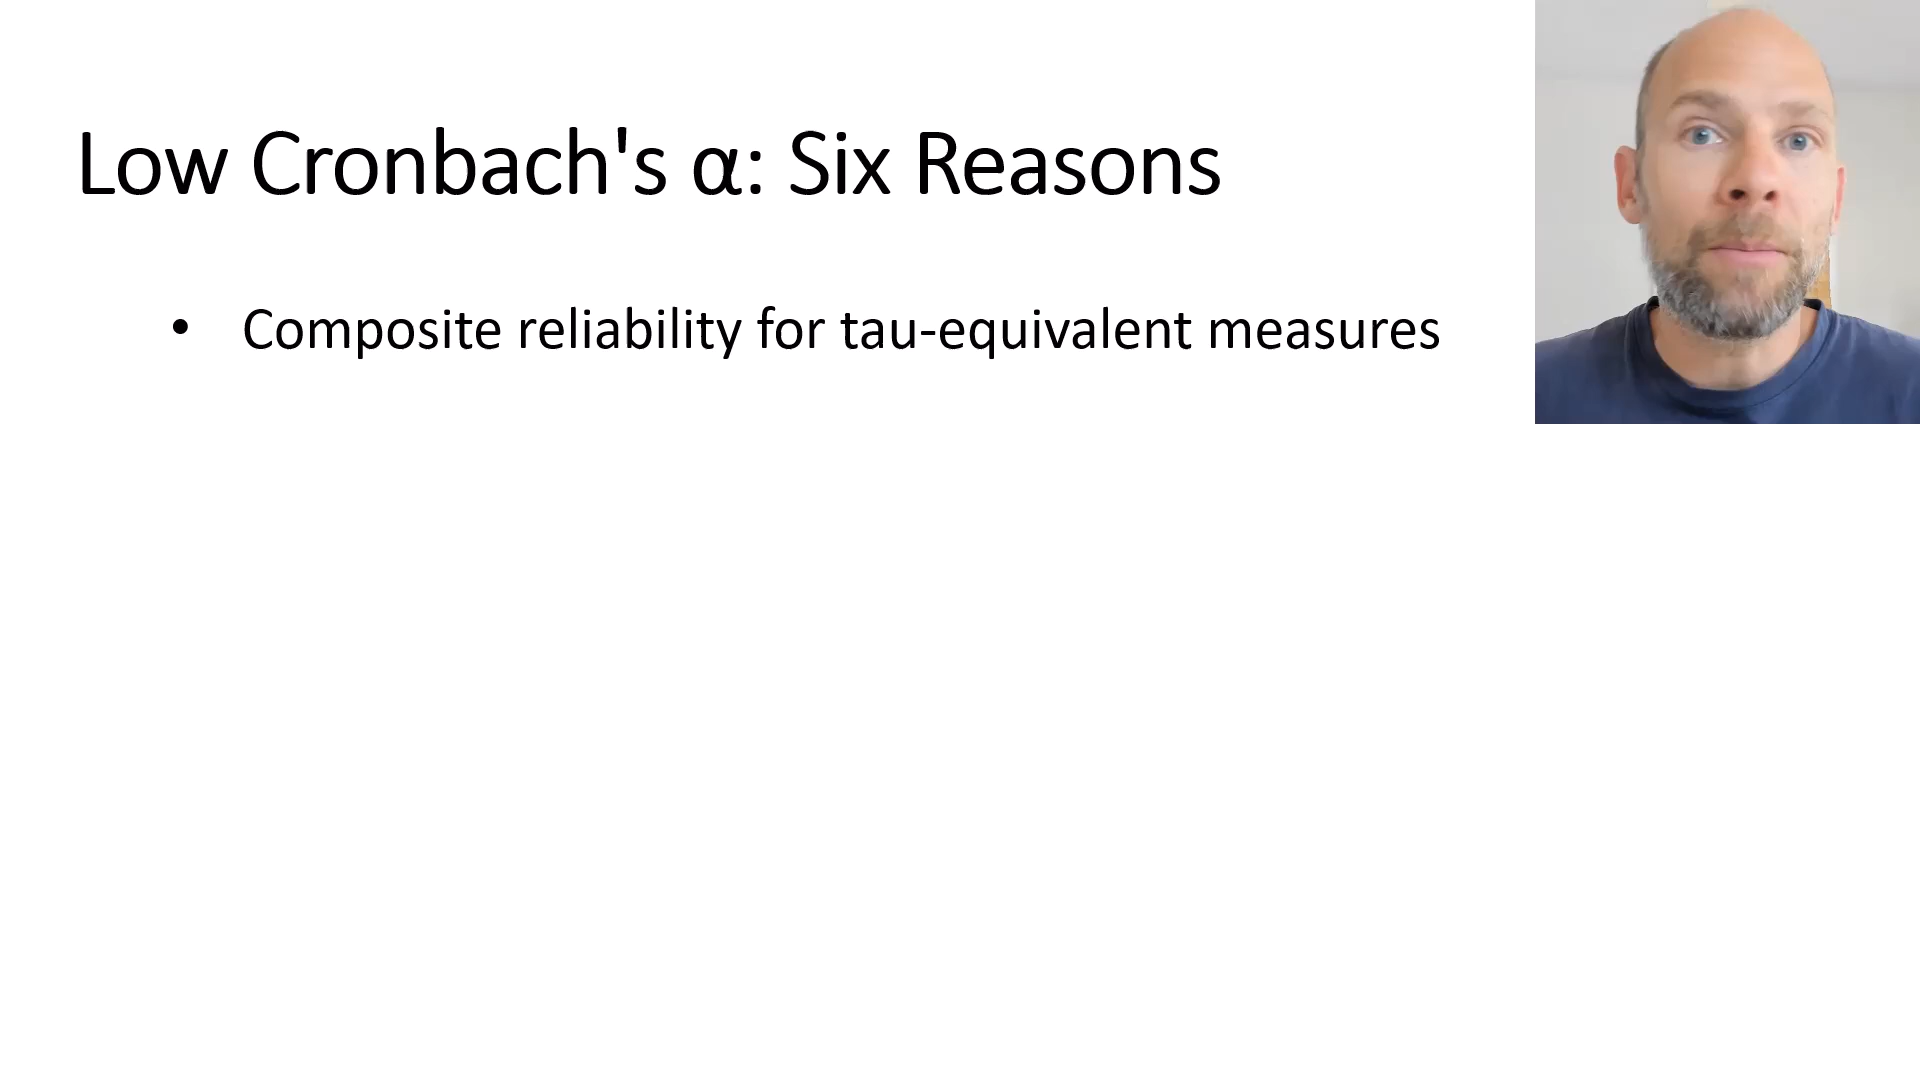 Low Cronbach's α: Six Reasons
• Composite reliability for tau-equivalent measures